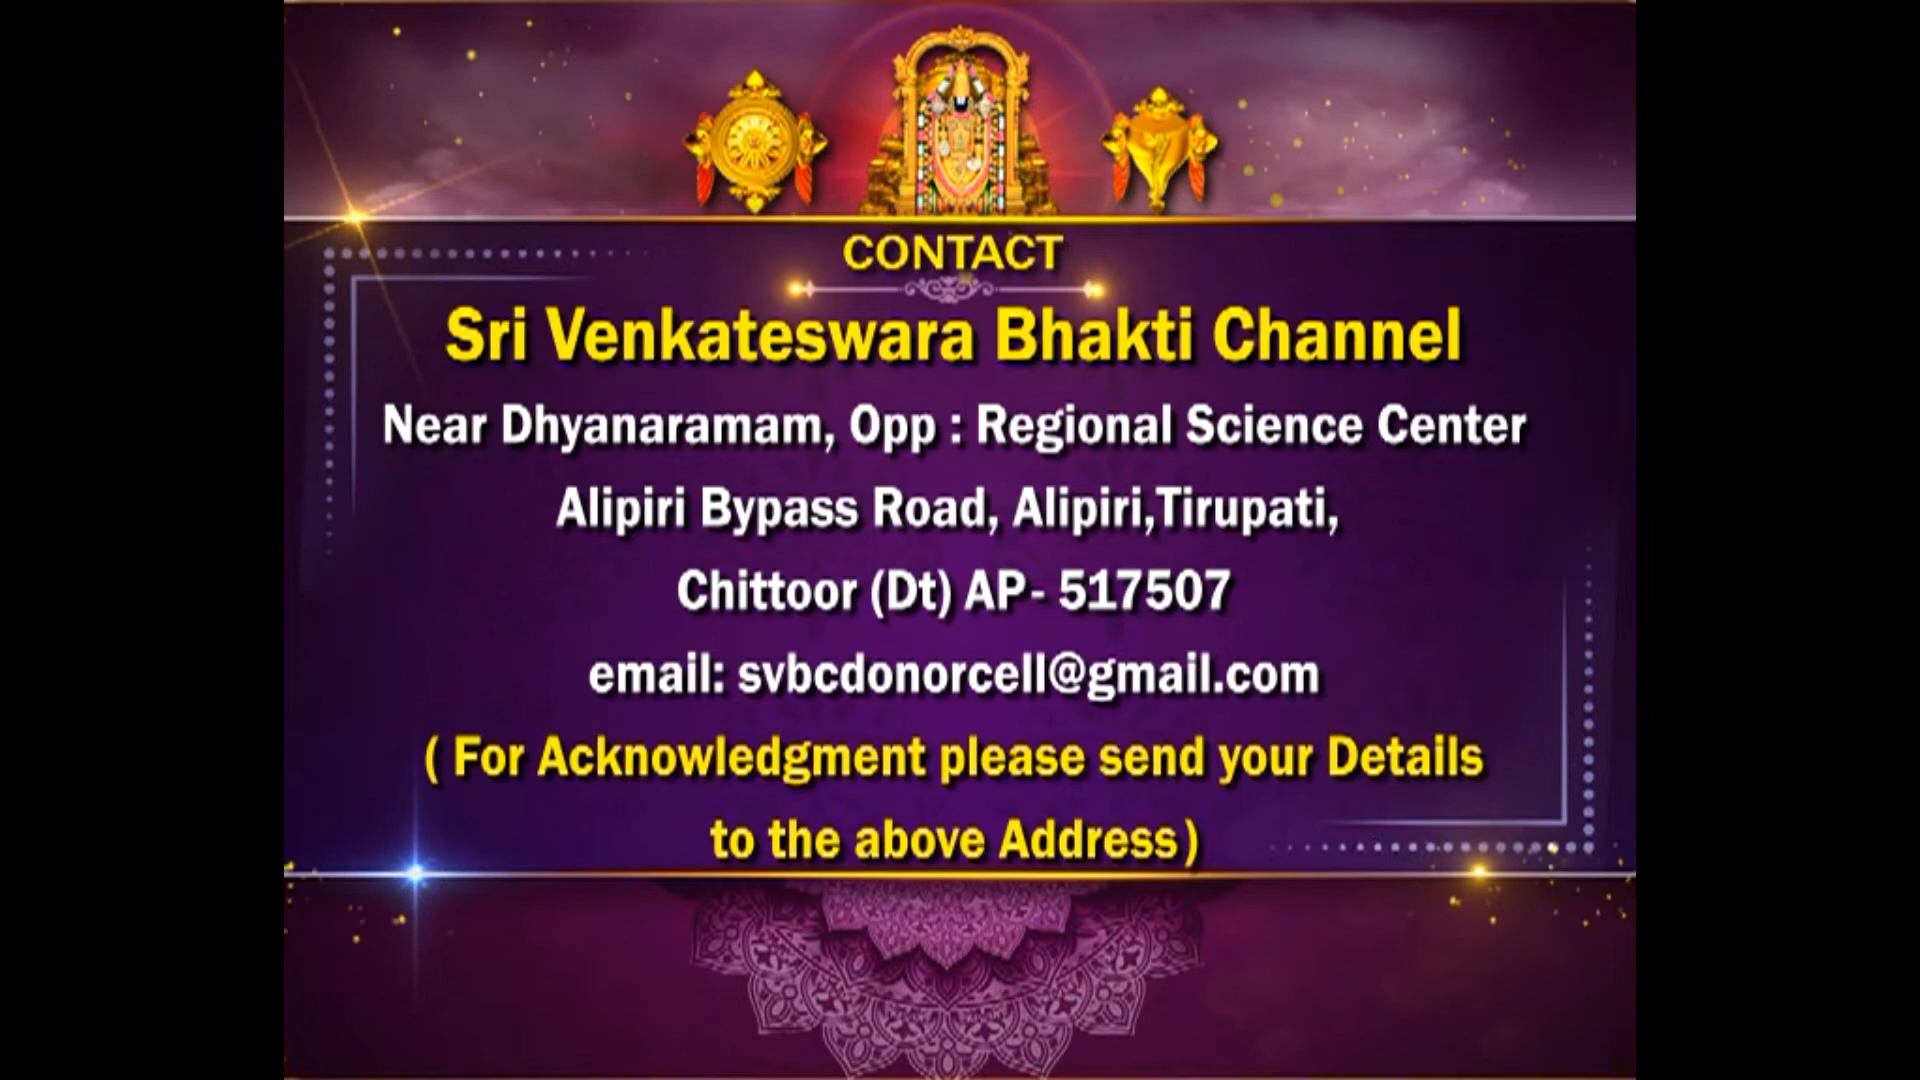 CONTACT
Sri Venkateswara Bhakti Channel
Near Dhyanaramam, Opp : Regional Science Center
Alipiri Bypass Road, Alipiri,Tirupati,
Chittoor (Dt) AP- 517507
email: svbcdonorcell@gmail.com
( For Acknowledgment please send your Details
to the above Address)